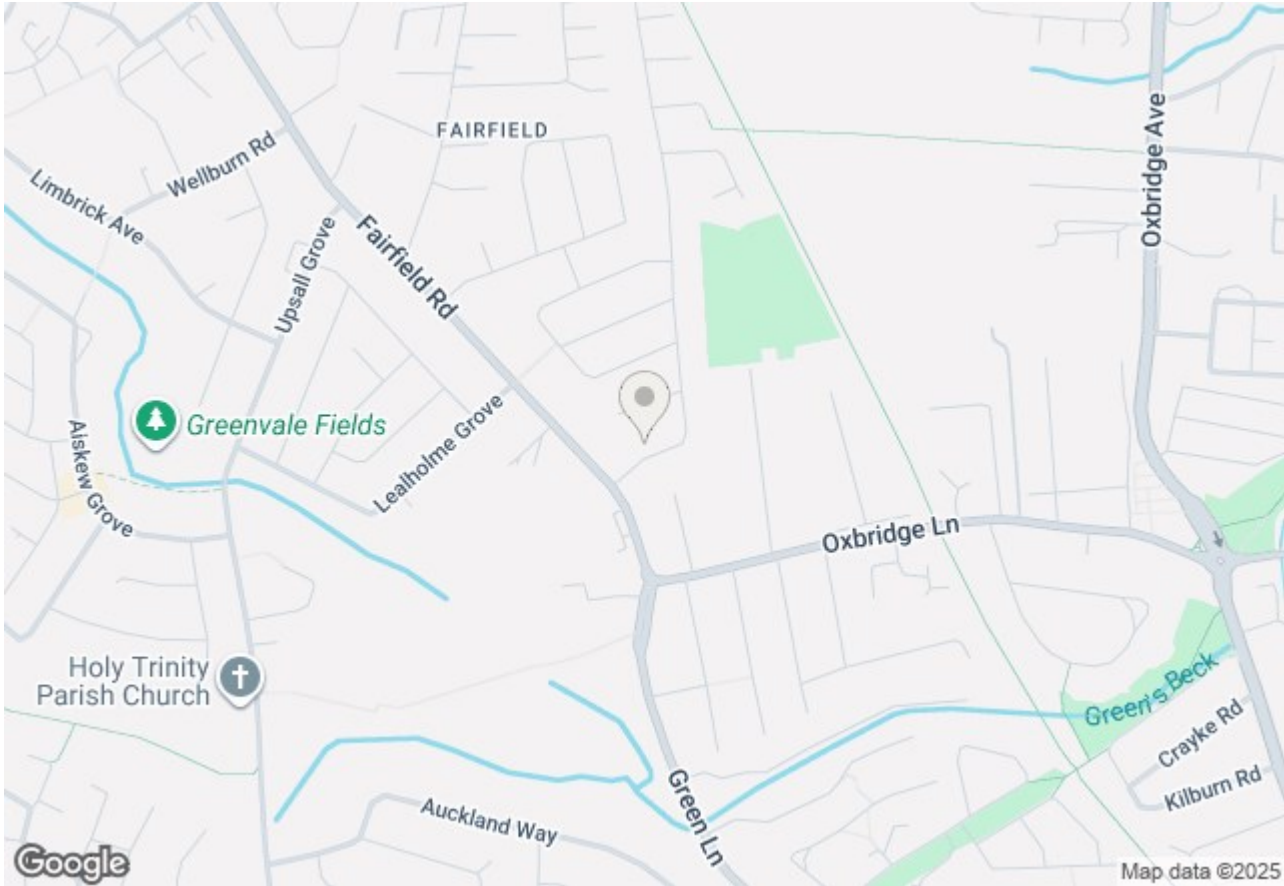 FAIRFIELD
Oxbridge Ave
Wellburn Rd
Limbrick Ave
Upsall Grove
Fairfield Rd
Greenvale Fields
Lealholme Grove
Aiskew Grove
Oxbridge Ln
Holy Trinity
Parish Church
Green's Beck
Crayke Rd
Kilburn Rd
Green Ln
Auckland Way
Google
Map data ©2025